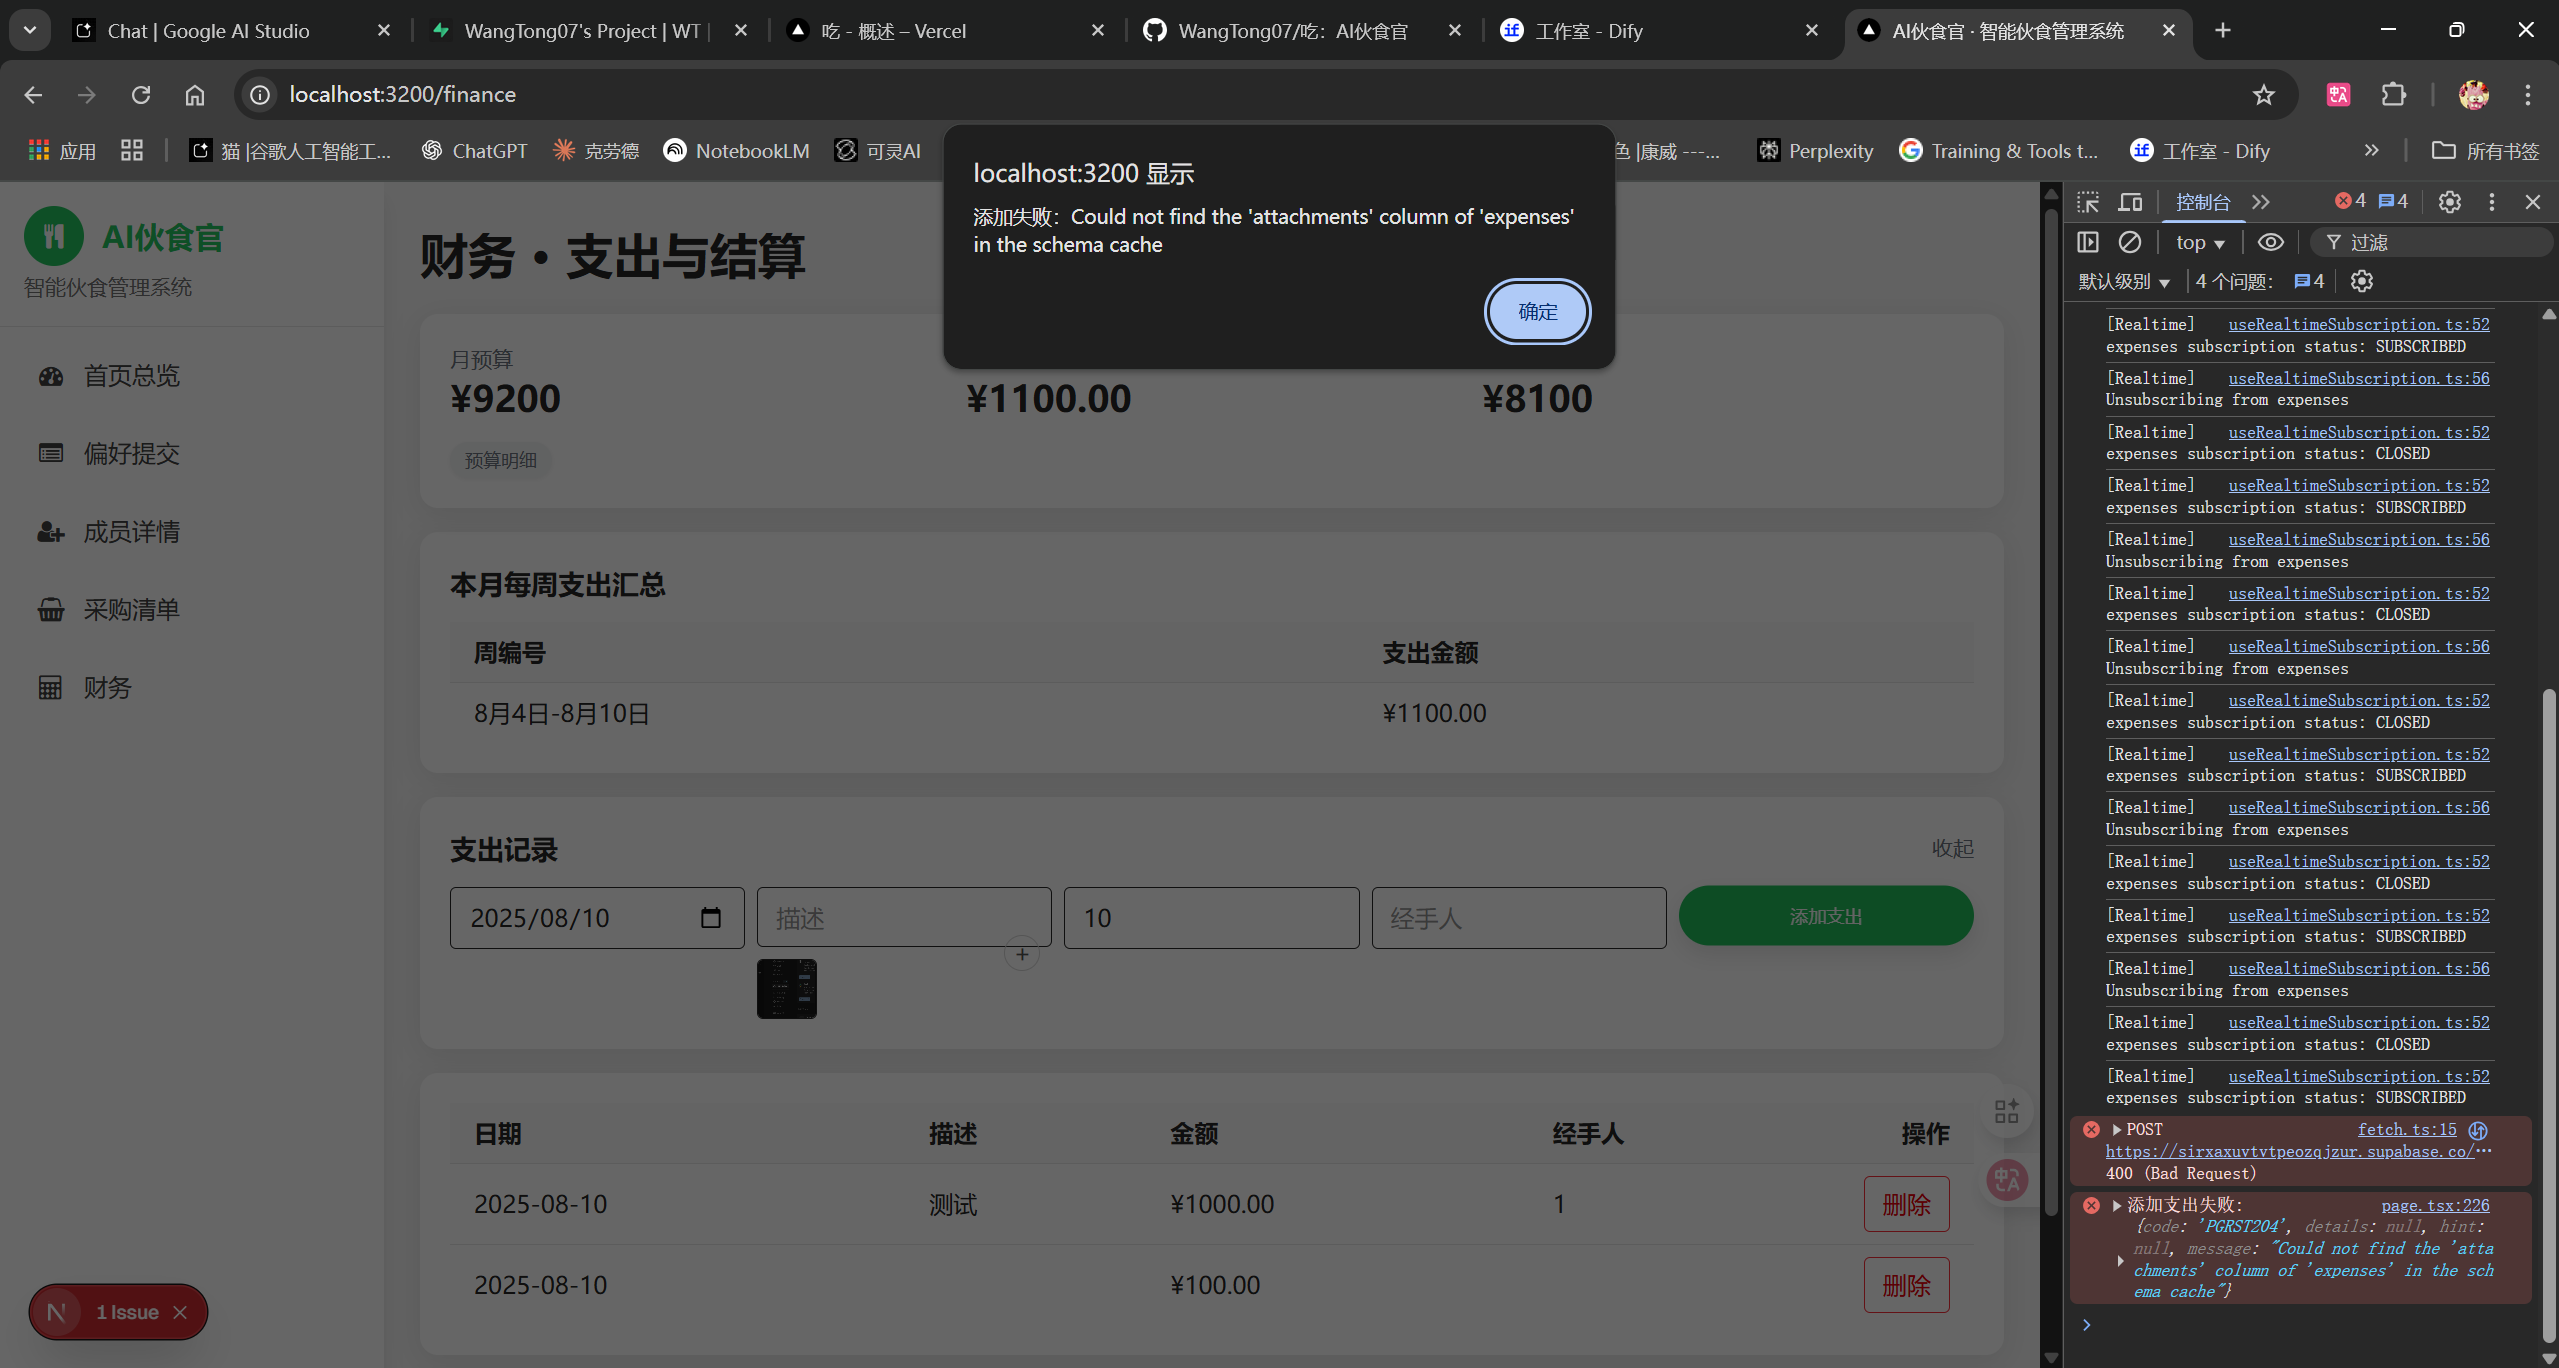 Chat | Google AI Studio
WangTong07's Project | WT |
吃 - 概述 – Vercel
WangTong07/吃：AI伙食官
工作室 - Dify
AI伙食官 · 智能伙食管理系统
localhost:3200/finance
应用
猫 |谷歌人工智能工...
ChatGPT
克劳德
NotebookLM
可灵AI
色 |康威 ---...
Perplexity
Training & Tools t...
工作室 - Dify
所有书签
localhost:3200 显示
添加失败：Could not find the 'attachments' column of 'expenses'
in the schema cache
确定
AI伙食官
智能伙食管理系统
首页总览
偏好提交
成员详情
采购清单
财务
1 Issue
财务 • 支出与结算
月预算
¥9200
¥1100.00
¥8100
预算明细
本月每周支出汇总
周编号 支出金额
8月4日-8月10日 ¥1100.00
支出记录
收起
2025/08/10 描述 10 经手人 添加支出
日期 描述 金额 经手人 操作
2025-08-10 测试 ¥1000.00 1 删除
2025-08-10 ¥100.00 删除
控制台
4 4
top
过滤
默认级别 4 个问题： 4
[Realtime] useRealtimeSubscription.ts:52
expenses subscription status: SUBSCRIBED
[Realtime] useRealtimeSubscription.ts:56
Unsubscribing from expenses
[Realtime] useRealtimeSubscription.ts:52
expenses subscription status: CLOSED
[Realtime] useRealtimeSubscription.ts:52
expenses subscription status: SUBSCRIBED
[Realtime] useRealtimeSubscription.ts:56
Unsubscribing from expenses
[Realtime] useRealtimeSubscription.ts:52
expenses subscription status: CLOSED
[Realtime] useRealtimeSubscription.ts:56
Unsubscribing from expenses
[Realtime] useRealtimeSubscription.ts:52
expenses subscription status: CLOSED
[Realtime] useRealtimeSubscription.ts:52
expenses subscription status: SUBSCRIBED
[Realtime] useRealtimeSubscription.ts:56
Unsubscribing from expenses
[Realtime] useRealtimeSubscription.ts:52
expenses subscription status: CLOSED
[Realtime] useRealtimeSubscription.ts:52
expenses subscription status: SUBSCRIBED
[Realtime] useRealtimeSubscription.ts:56
Unsubscribing from expenses
[Realtime] useRealtimeSubscription.ts:52
expenses subscription status: CLOSED
[Realtime] useRealtimeSubscription.ts:52
expenses subscription status: SUBSCRIBED
POST fetch.ts:15
https://sirxaxuvtvtpeozqjzur.supabase.co/…
400 (Bad Request)
添加支出失败: page.tsx:226
{code: 'PGRST204', details: null, hint:
null, message: "Could not find the 'atta
chments' column of 'expenses' in the sch
ema cache"}